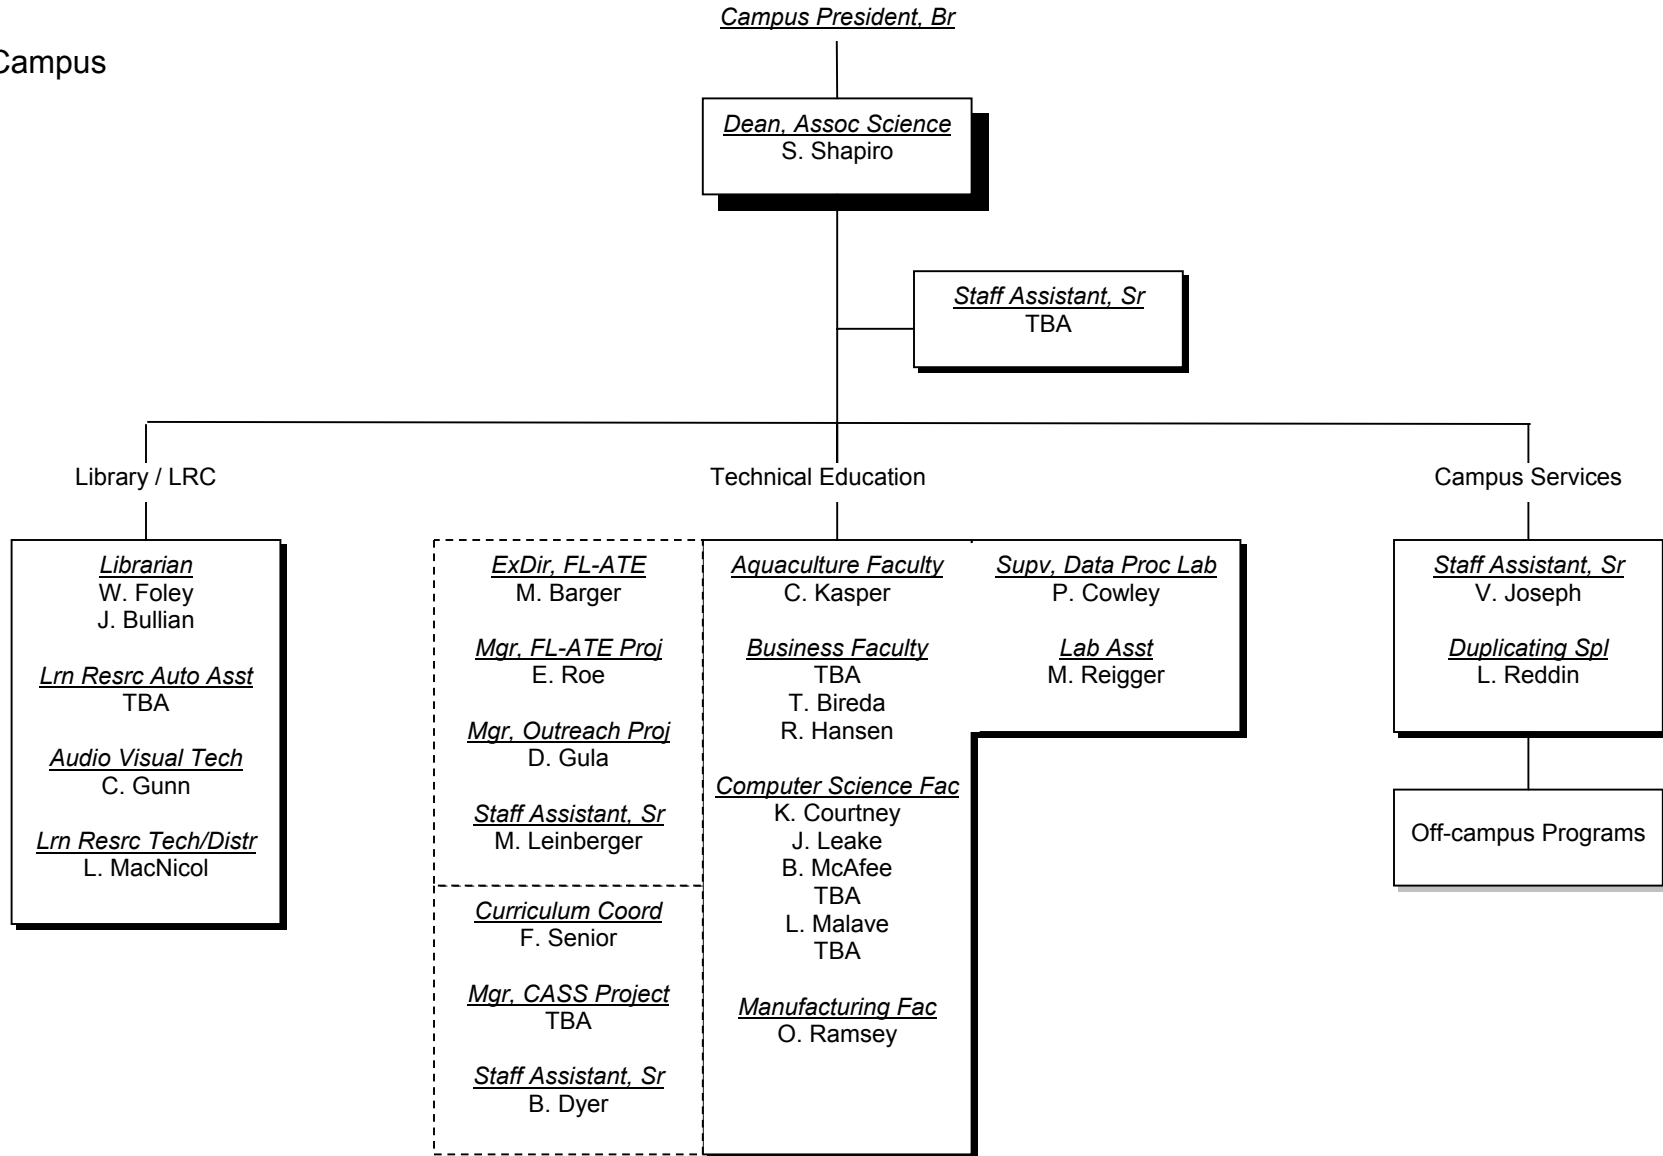 Campus President, Br
Campus
Dean, Assoc Science
S. Shapiro
Staff Assistant, Sr
TBA
Library / LRC
Technical Education
Campus Services
Librarian
W. Foley
J. Bullian
Lrn Resrc Auto Asst
TBA
Audio Visual Tech
C. Gunn
Lrn Resrc Tech/Distr
L. MacNicol
ExDir, FL-ATE
M. Barger
Mgr, FL-ATE Proj
E. Roe
Mgr, Outreach Proj
D. Gula
Staff Assistant, Sr
M. Leinberger
Curriculum Coord
F. Senior
Mgr, CASS Project
TBA
Staff Assistant, Sr
B. Dyer
Aquaculture Faculty
C. Kasper
Business Faculty
TBA
T. Bireda
R. Hansen
Computer Science Fac
K. Courtney
J. Leake
B. McAfee
TBA
L. Malave
TBA
Manufacturing Fac
O. Ramsey
Supv, Data Proc Lab
P. Cowley
Lab Asst
M. Reigger
Staff Assistant, Sr
V. Joseph
Duplicating Spl
L. Reddin
Off-campus Programs